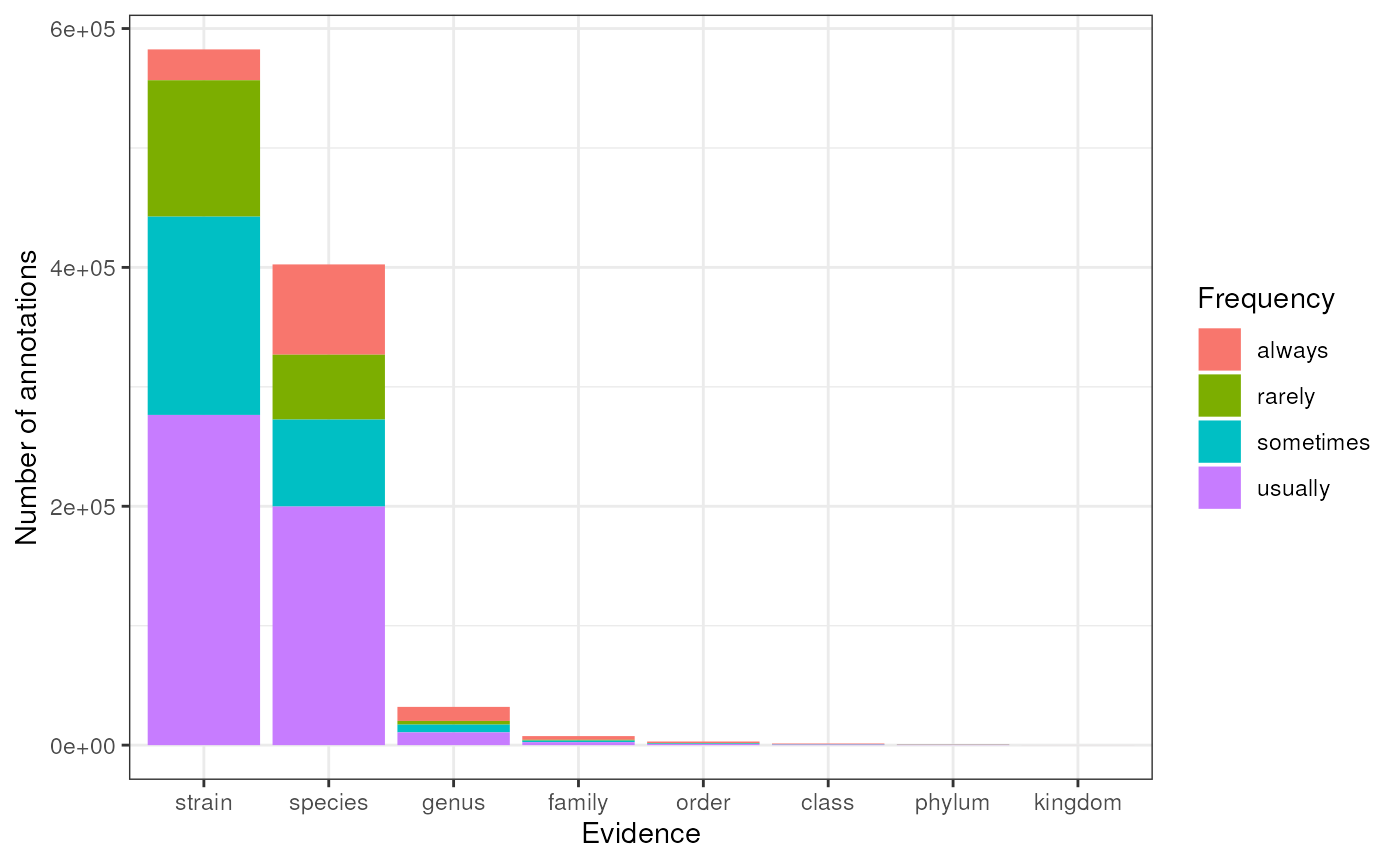 Number of annotations
6e+05
4e+05
2e+05
0e+00
strain species genus family order class phylum kingdom
Evidence
Frequency
always
rarely
sometimes
usually